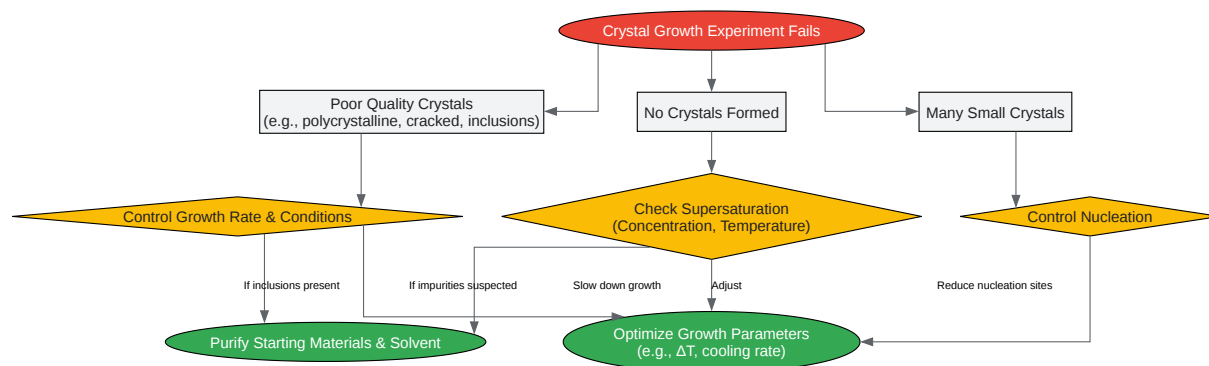 Crystal Growth Experiment Fails
Poor Quality Crystals
(e.g., polycrystalline, cracked, inclusions)
No Crystals Formed
Many Small Crystals
Control Growth Rate & Conditions
Check Supersaturation
(Concentration, Temperature)
Control Nucleation
If inclusions present
If impurities suspected
Slow down growth
Adjust
Reduce nucleation sites
Purify Starting Materials & Solvent
Optimize Growth Parameters
(e.g., ΔT, cooling rate)